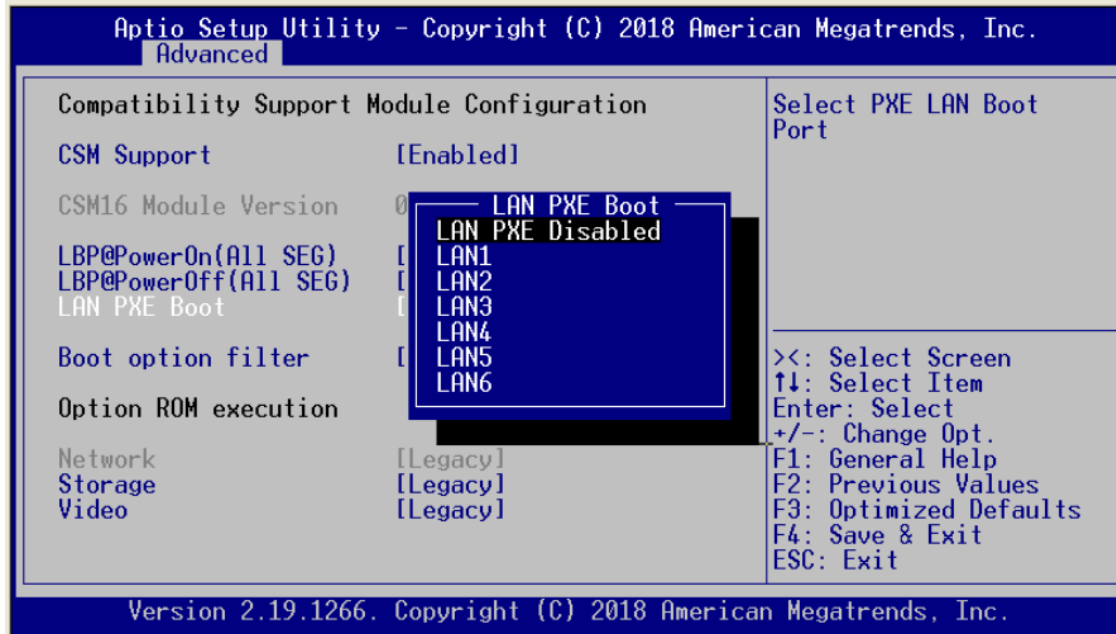 Aptio Setup Utility – Copyright (C) 2018 American Megatrends, Inc.
Advanced
Compatibility Support Module Configuration
CSM Support [Enabled]
CSM16 Module Version 0
LBP@PowerOn(All SEG) [
LBP@PowerOff(All SEG) [
LAN PXE Boot [
Boot option filter [
Option ROM execution
Network [Legacy]
Storage [Legacy]
Video [Legacy]
LAN PXE Boot
LAN PXE Disabled
LAN1
LAN2
LAN3
LAN4
LAN5
LAN6
Select PXE LAN Boot
Port
><: Select Screen
↑↓: Select Item
Enter: Select
+/-: Change Opt.
F1: General Help
F2: Previous Values
F3: Optimized Defaults
F4: Save & Exit
ESC: Exit
Version 2.19.1266. Copyright (C) 2018 American Megatrends, Inc.